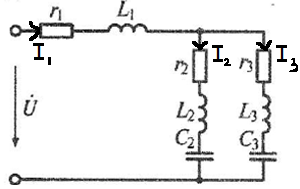 r₁ L₁
I₁ I₂ I₃
r₂ r₃
U̇
L₂ L₃
C₂ C₃